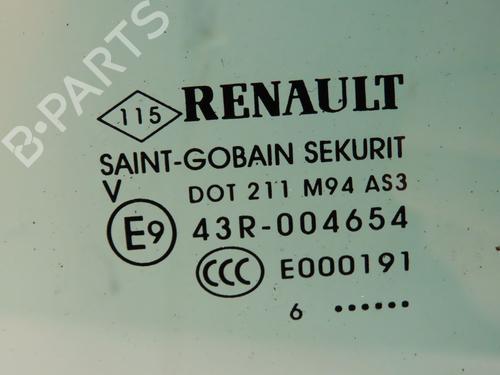 B-PARTS
115 RENAULT
SAINT-GOBAIN SEKURIT
V DOT 211 M94 AS3
E9 43R-004654
CCC E000191
6 ......